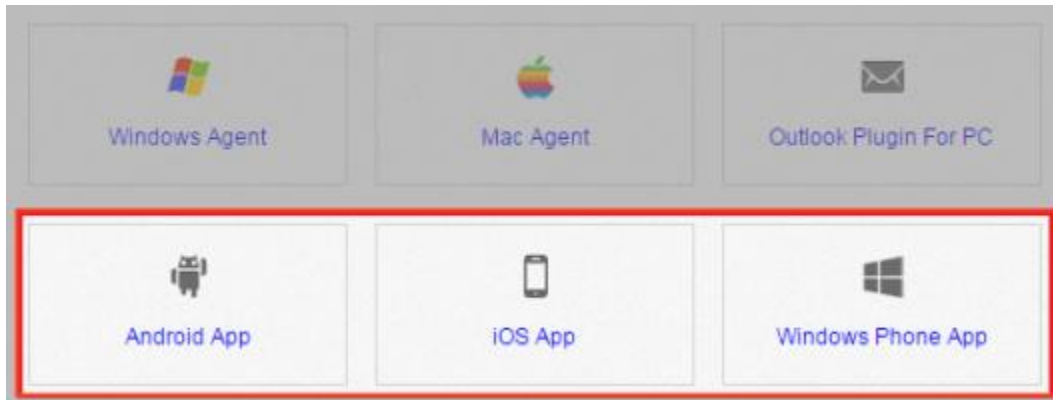 Windows Agent
Mac Agent
Outlook Plugin For PC
Android App
iOS App
Windows Phone App